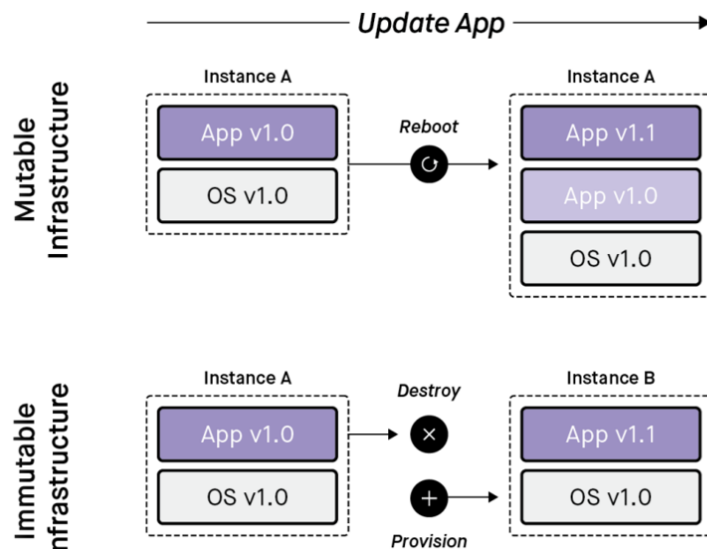 Update App
Mutable
Infrastructure
Instance A
App v1.0
OS v1.0
Reboot
Instance A
App v1.1
App v1.0
OS v1.0
Immutable
nfrastructure
Instance A
App v1.0
OS v1.0
Destroy
Provision
Instance B
App v1.1
OS v1.0